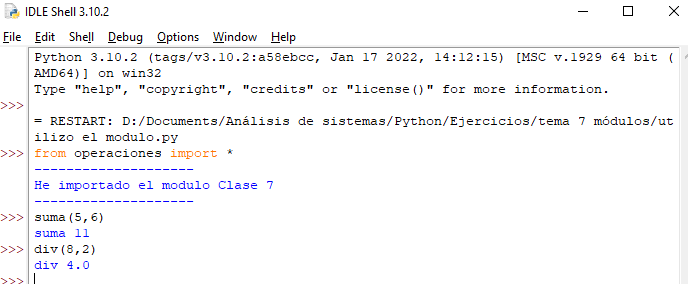 IDLE Shell 3.10.2
File Edit Shell Debug Options Window Help
Python 3.10.2 (tags/v3.10.2:a58ebcc, Jan 17 2022, 14:12:15) [MSC v.1929 64 bit (
AMD64)] on win32
Type "help", "copyright", "credits" or "license()" for more information.
>>>
= RESTART: D:/Documents/Análisis de sistemas/Python/Ejercicios/tema 7 módulos/ut
ilizo el modulo.py
>>> from operaciones import *
--------------------
He importado el modulo Clase 7
--------------------
>>> suma(5,6)
suma 11
>>> div(8,2)
div 4.0
>>>